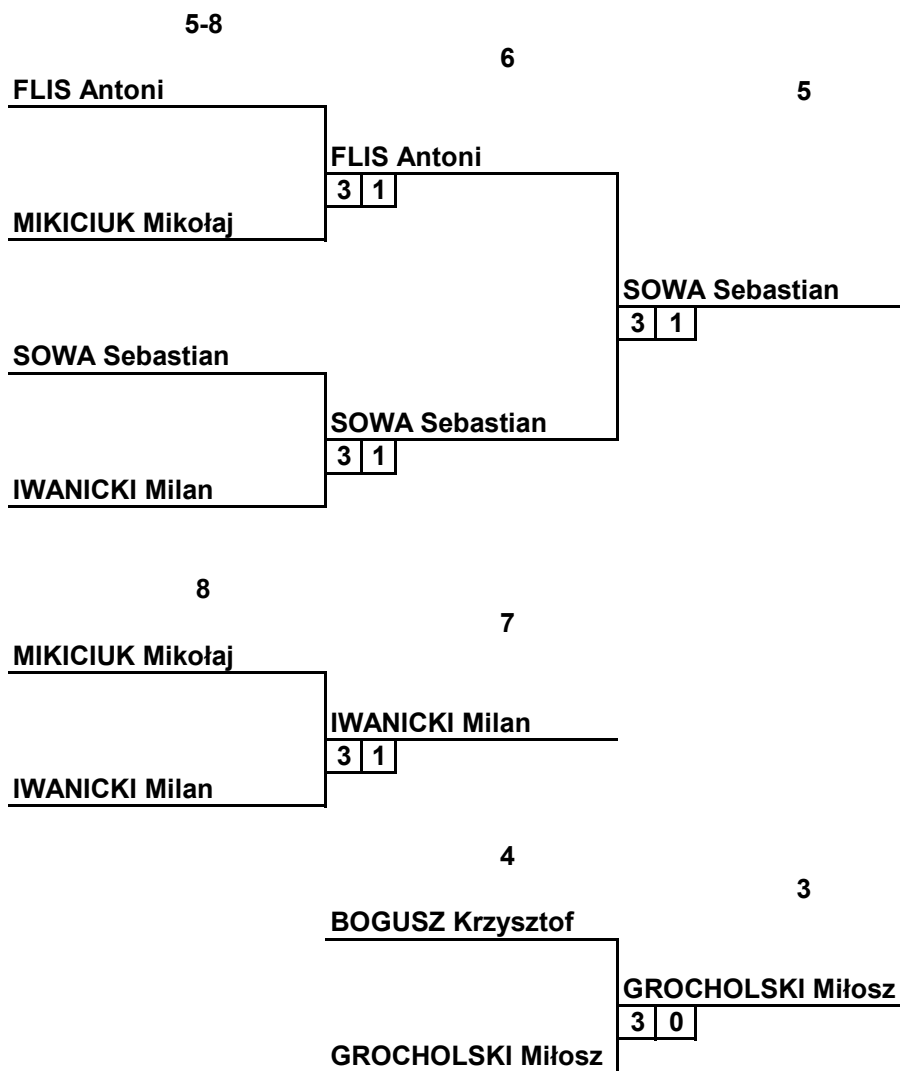 5-8
6
5
FLIS Antoni
FLIS Antoni
3 1
MIKICIUK Mikołaj
SOWA Sebastian
3 1
SOWA Sebastian
SOWA Sebastian
3 1
IWANICKI Milan
8
7
MIKICIUK Mikołaj
IWANICKI Milan
3 1
IWANICKI Milan
4
3
BOGUSZ Krzysztof
GROCHOLSKI Miłosz
3 0
GROCHOLSKI Miłosz